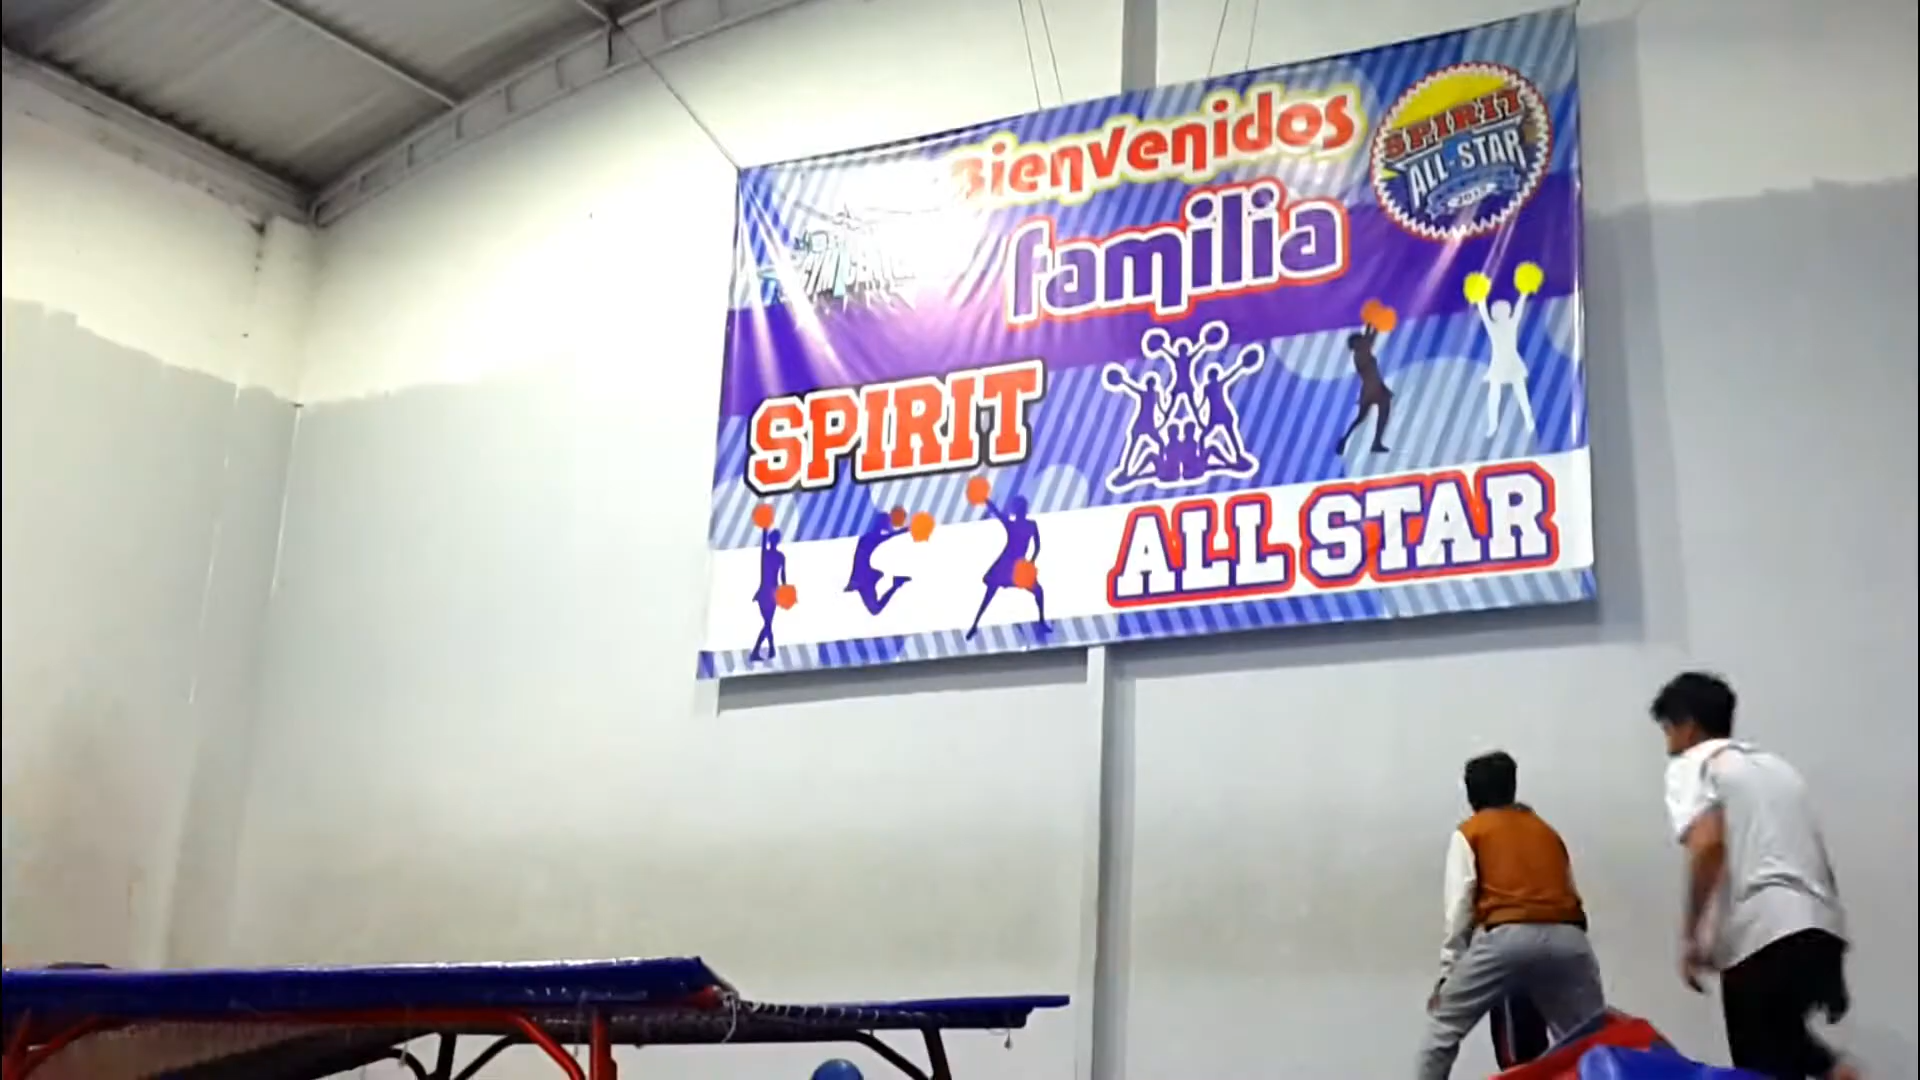 Bienvenidos
familia
SPIRIT
ALL-STAR
SPIRIT
ALL STAR